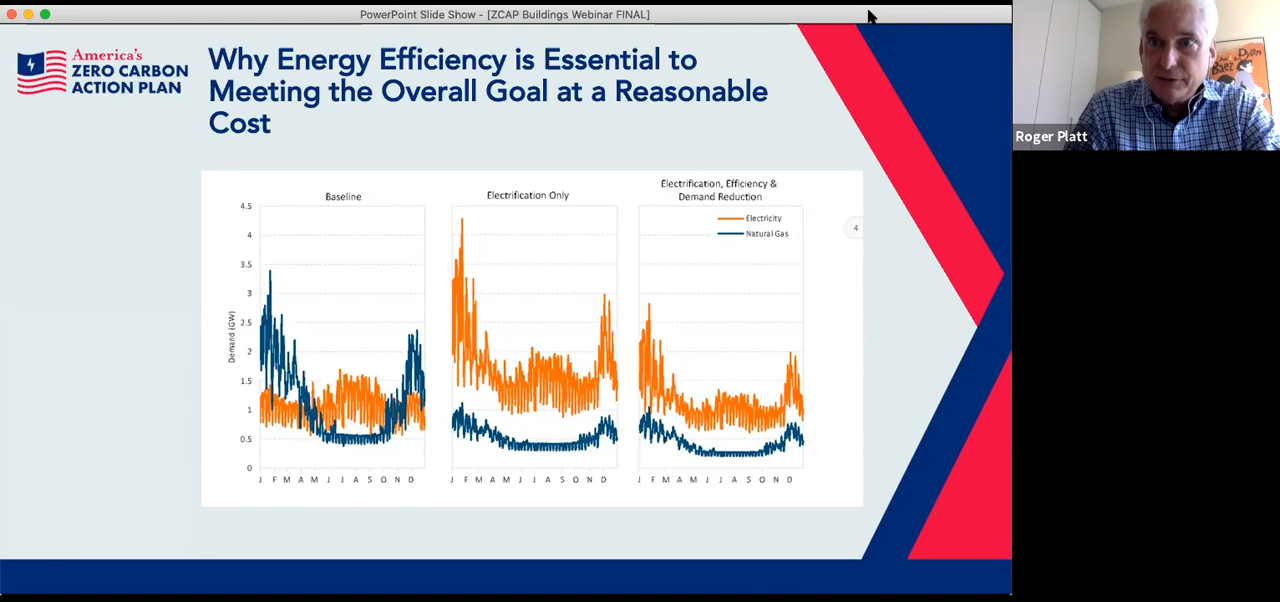 PowerPoint Slide Show - [ZCAP Buildings Webinar FINAL]
America's
ZERO CARBON
ACTION PLAN
Why Energy Efficiency is Essential to
Meeting the Overall Goal at a Reasonable
Cost
Baseline
Electrification Only
Electrification, Efficiency &
Demand Reduction
Electricity
Natural Gas
4.5
4
3.5
3
2.5
2
1.5
1
0.5
0
Demand (GW)
J F M A M J J A S O N D
J F M A M J J A S O N D
J F M A M J J A S O N D
4
Roger Platt
Dylan
Baez